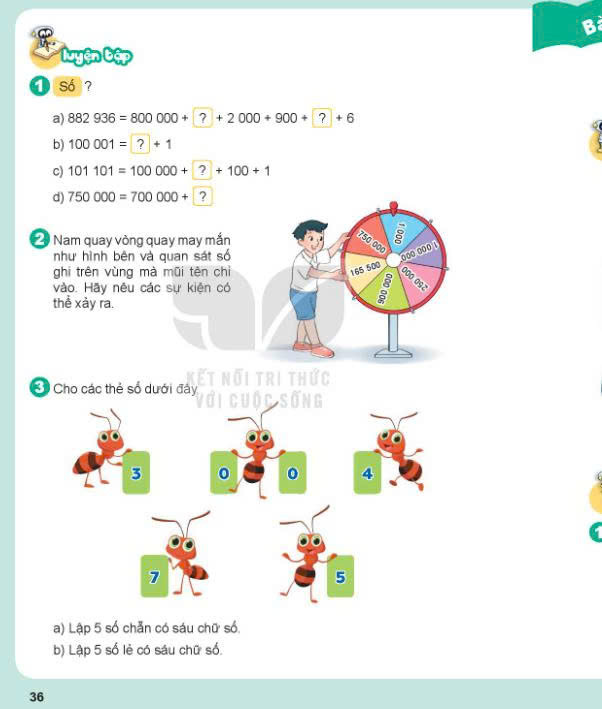 Bà
Luyện tập
1 Số ?
a) 882 936 = 800 000 + ? + 2 000 + 900 + ? + 6
b) 100 001 = ? + 1
c) 101 101 = 100 000 + ? + 100 + 1
d) 750 000 = 700 000 + ?
2 Nam quay vòng quay may mắn
như hình bên và quan sát số
ghi trên vùng mà mũi tên chỉ
vào. Hãy nêu các sự kiện có
thể xảy ra.
750 000
1 000
1 000 000
250 000
900 000
165 500
KẾT NỐI TRI THỨC
VỚI CUỘC SỐNG
3 Cho các thẻ số dưới đây
3
0
0
4
7
5
a) Lập 5 số chẵn có sáu chữ số.
b) Lập 5 số lẻ có sáu chữ số.
36
1